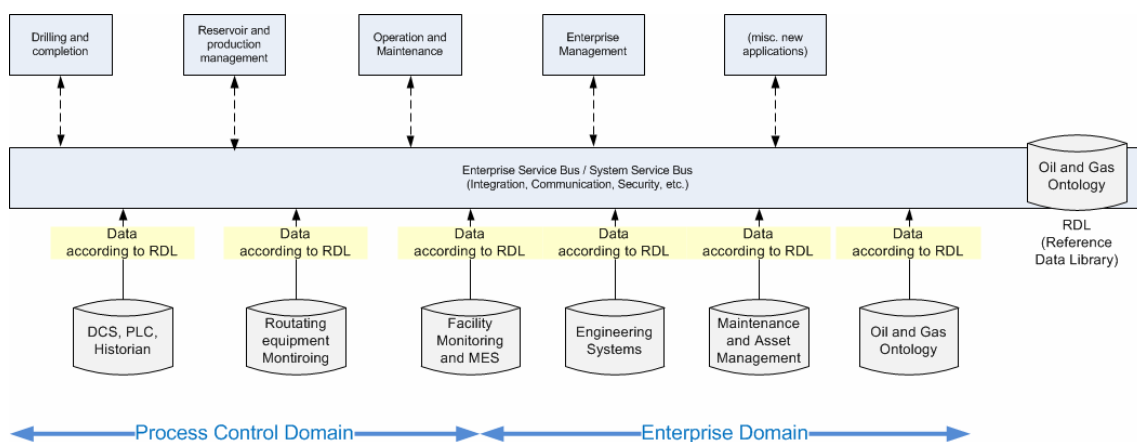 Drilling and
completion
Reservoir and
production
management
Operation and
Maintenance
Enterprise
Management
(misc. new
applications)
Enterprise Service Bus / System Service Bus
(Integration, Communication, Security, etc.)
Oil and Gas
Ontology
RDL
(Reference
Data Library)
Data
according to RDL
Data
according to RDL
Data
according to RDL
Data
according to RDL
Data
according to RDL
Data
according to RDL
DCS, PLC,
Historian
Routating
equipment
Montiroing
Facility
Monitoring
and MES
Engineering
Systems
Maintenance
and Asset
Management
Oil and Gas
Ontology
Process Control Domain
Enterprise Domain